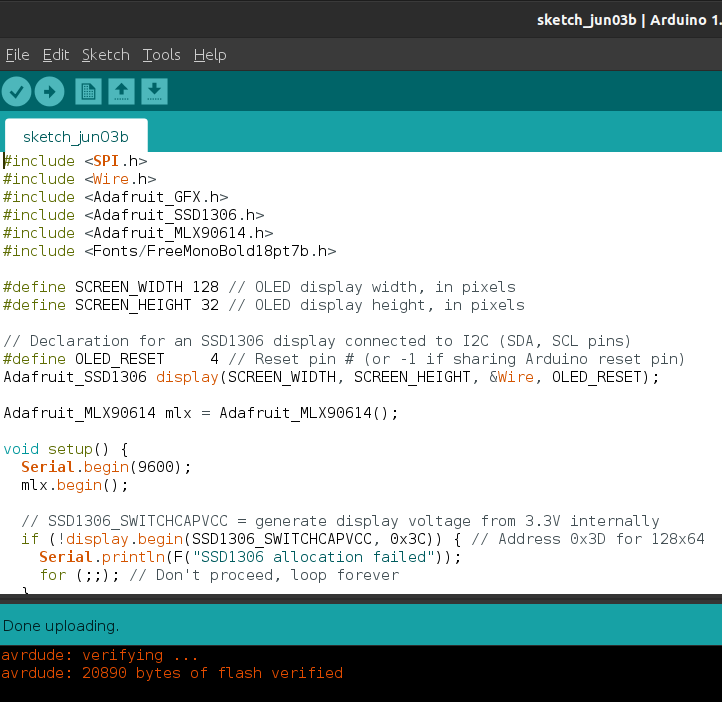 sketch_jun03b | Arduino 1.
File Edit Sketch Tools Help
sketch_jun03b
#include <SPI.h>
#include <Wire.h>
#include <Adafruit_GFX.h>
#include <Adafruit_SSD1306.h>
#include <Adafruit_MLX90614.h>
#include <Fonts/FreeMonoBold18pt7b.h>

#define SCREEN_WIDTH 128 // OLED display width, in pixels
#define SCREEN_HEIGHT 32 // OLED display height, in pixels

// Declaration for an SSD1306 display connected to I2C (SDA, SCL pins)
#define OLED_RESET     4 // Reset pin # (or -1 if sharing Arduino reset pin)
Adafruit_SSD1306 display(SCREEN_WIDTH, SCREEN_HEIGHT, &Wire, OLED_RESET);

Adafruit_MLX90614 mlx = Adafruit_MLX90614();

void setup() {
  Serial.begin(9600);
  mlx.begin();

  // SSD1306_SWITCHCAPVCC = generate display voltage from 3.3V internally
  if (!display.begin(SSD1306_SWITCHCAPVCC, 0x3C)) { // Address 0x3D for 128x64
    Serial.println(F("SSD1306 allocation failed"));
    for (;;); // Don't proceed, loop forever
  }
Done uploading.
avrdude: verifying ...
avrdude: 20890 bytes of flash verified